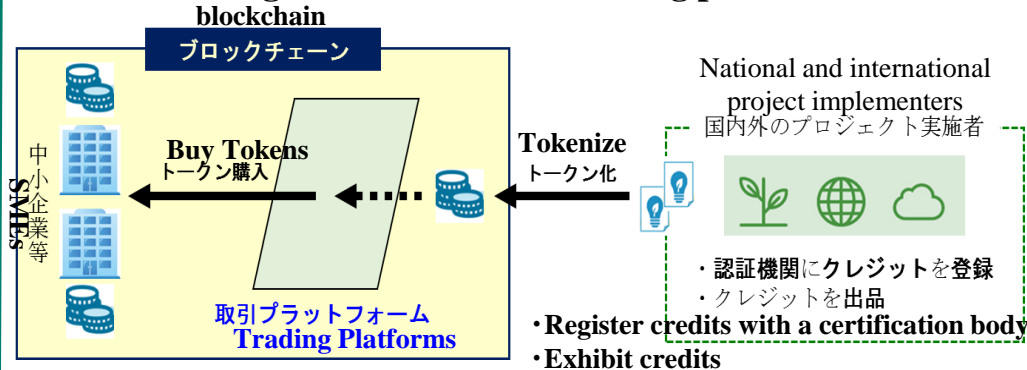 blockchain
ブロックチェーン
National and international
project implementers
国内外のプロジェクト実施者
中小企業等
SMEs
Buy Tokens
トークン購入
Tokenize
トークン化
取引プラットフォーム
Trading Platforms
・認証機関にクレジットを登録
・クレジットを出品
・Register credits with a certification body
・Exhibit credits